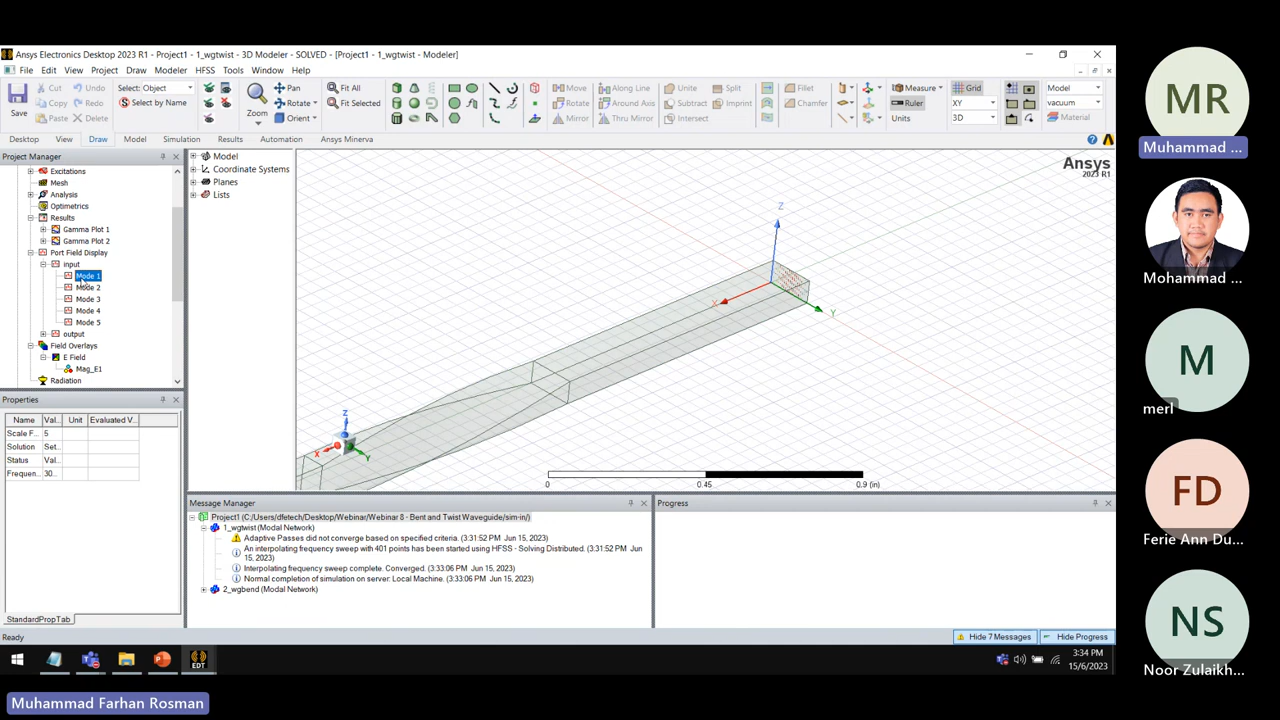 Ansys Electronics Desktop 2023 R1 - Project1 - 1_wgtwist - 3D Modeler - SOLVED - [Project1 - 1_wgtwist - Modeler]
File Edit View Project Draw Modeler HFSS Tools Window Help
Save
Cut Undo
Copy Redo
Paste Delete
Select: Object
Select by Name
Zoom
Pan
Rotate
Orient
Fit All
Fit Selected
Move Along Line
Rotate Around Axis
Mirror Thru Mirror
Unite Split
Subtract Imprint
Intersect
Fillet
Chamfer
Measure
Ruler
Units
Grid
XY
3D
Model
vacuum
Material
Desktop View Draw Model Simulation Results Automation Ansys Minerva
Project Manager
Excitations
Mesh
Analysis
Optimetrics
Results
Gamma Plot 1
Gamma Plot 2
Port Field Display
input
Mode 1
Mode 2
Mode 3
Mode 4
Mode 5
output
Field Overlays
E Field
Mag_E1
Radiation
Model
Coordinate Systems
Planes
Lists
Ansys
2023 R1
Z
X
Y
Z
X
Y
0 0.45 0.9 (in)
Properties
Name Val... Unit Evaluated V...
Scale F... 5
Solution Set...
Status Val...
Frequen... 30...
StandardPropTab
Message Manager
Project1 (C:/Users/dfetech/Desktop/Webinar/Webinar 8 - Bent and Twist Waveguide/sim-in/)
1_wgtwist (Modal Network)
Adaptive Passes did not converge based on specified criteria. (3:31:52 PM Jun 15, 2023)
An interpolating frequency sweep with 401 points has been started using HFSS - Solving Distributed. (3:31:52 PM Jun
15, 2023)
Interpolating frequency sweep complete. Converged. (3:33:06 PM Jun 15, 2023)
Normal completion of simulation on server: Local Machine. (3:33:06 PM Jun 15, 2023)
2_wgbend (Modal Network)
Progress
Ready
Hide 7 Messages
Hide Progress
EDT
3:34 PM
15/6/2023
Muhammad Farhan Rosman
MR
Muhammad ...
Mohammad ...
M
merl
FD
Ferie Ann Du...
NS
Noor Zulaikh...